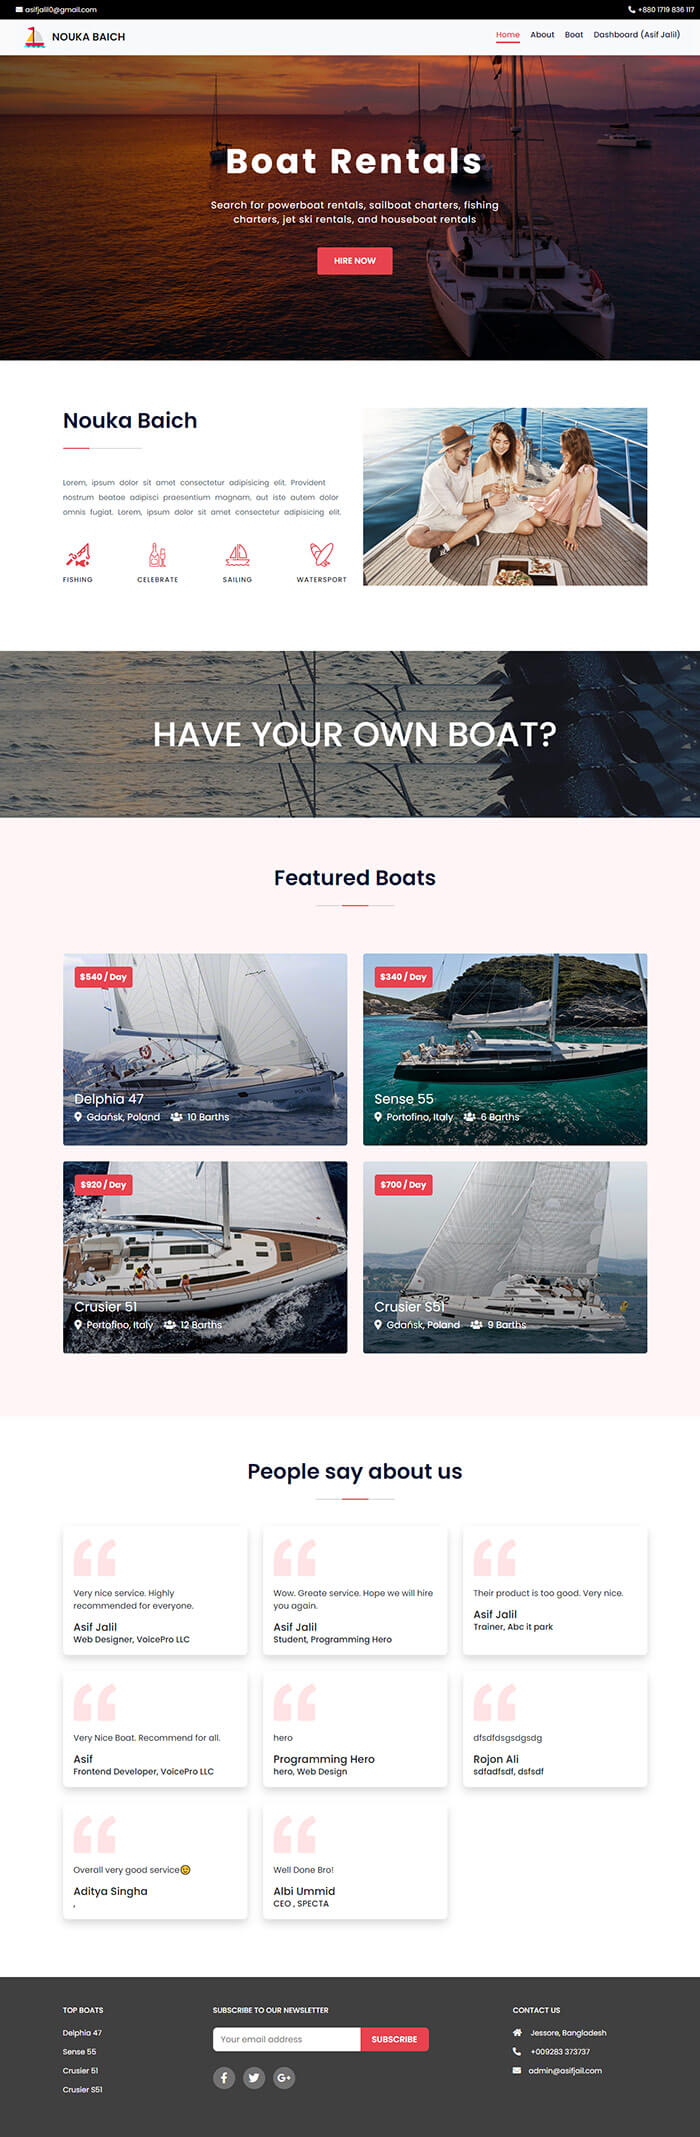 asifjalil0@gmail.com
+880 1719 836 117
NOUKA BAICH
Home
About
Boat
Dashboard (Asif Jalil)
Boat Rentals
Search for powerboat rentals, sailboat charters, fishing
charters, jet ski rentals, and houseboat rentals
HIRE NOW
Nouka Baich
Lorem, ipsum dolor sit amet consectetur adipisicing elit. Provident
nostrum beatae adipisci praesentium magnam, aut iste autem dolor
omnis fugiat. Lorem, ipsum dolor sit amet consectetur adipisicing elit.
FISHING
CELEBRATE
SAILING
WATERSPORT
HAVE YOUR OWN BOAT?
Featured Boats
$540 / Day
Delphia 47
Gdańsk, Poland
10 Barths
$340 / Day
Sense 55
Portofino, Italy
6 Barths
$920 / Day
Crusier 51
Portofino, Italy
12 Barths
$700 / Day
Crusier S51
Gdańsk, Poland
9 Barths
People say about us
Very nice service. Highly
recommended for everyone.
Asif Jalil
Web Designer, VoicePro LLC
Wow. Greate service. Hope we will hire
you again.
Asif Jalil
Student, Programming Hero
Their product is too good. Very nice.
Asif Jalil
Trainer, Abc it park
Very Nice Boat. Recommend for all.
Asif
Frontend Developer, VoicePro LLC
hero
Programming Hero
hero, Web Design
dfsdfdsgsdgsdg
Rojon Ali
sdfadfsdf, dsfsdf
Overall very good service😉
Aditya Singha
,
Well Done Bro!
Albi Ummid
CEO , SPECTA
TOP BOATS
Delphia 47
Sense 55
Crusier 51
Crusier S51
SUBSCRIBE TO OUR NEWSLETTER
Your email address
SUBSCRIBE
CONTACT US
Jessore, Bangladesh
+009283 373737
admin@asifjail.com